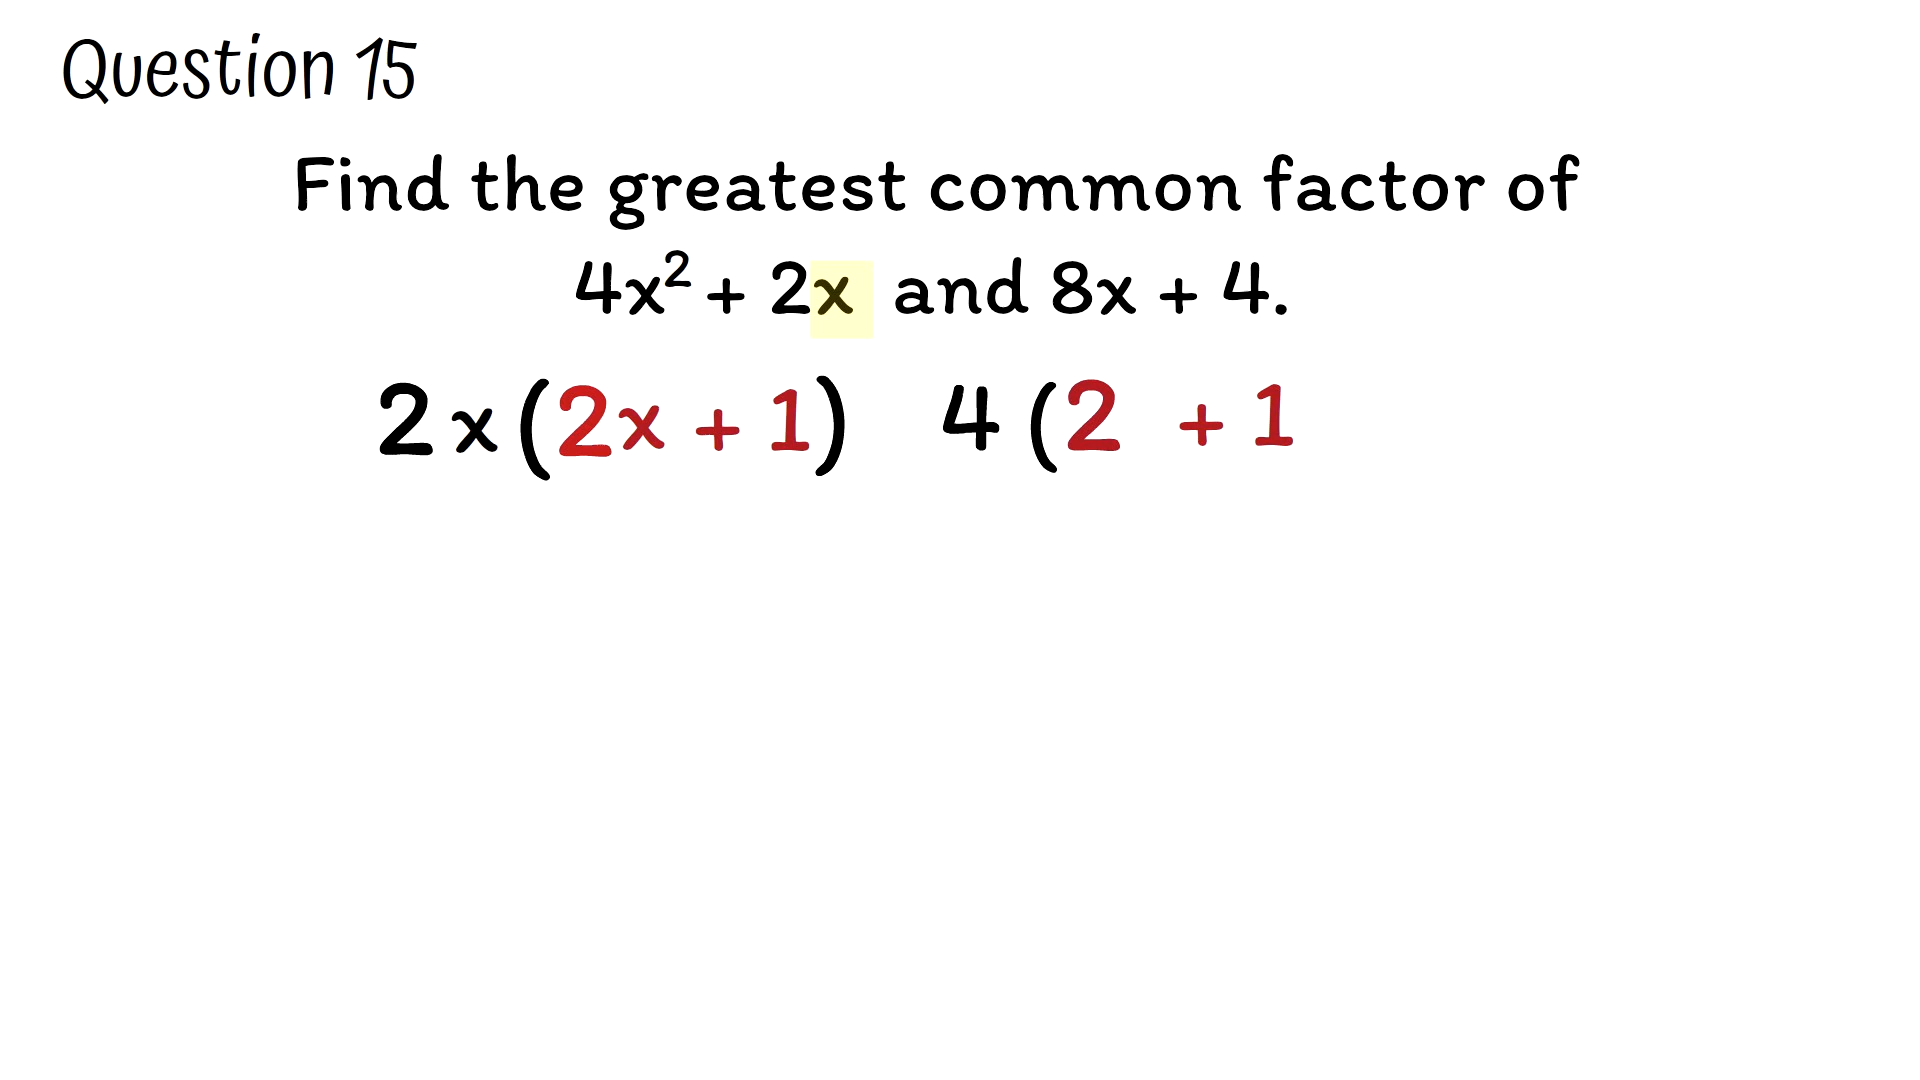 Question 15
Find the greatest common factor of
4x² + 2x and 8x + 4.
2x(2x + 1) 4(2 + 1